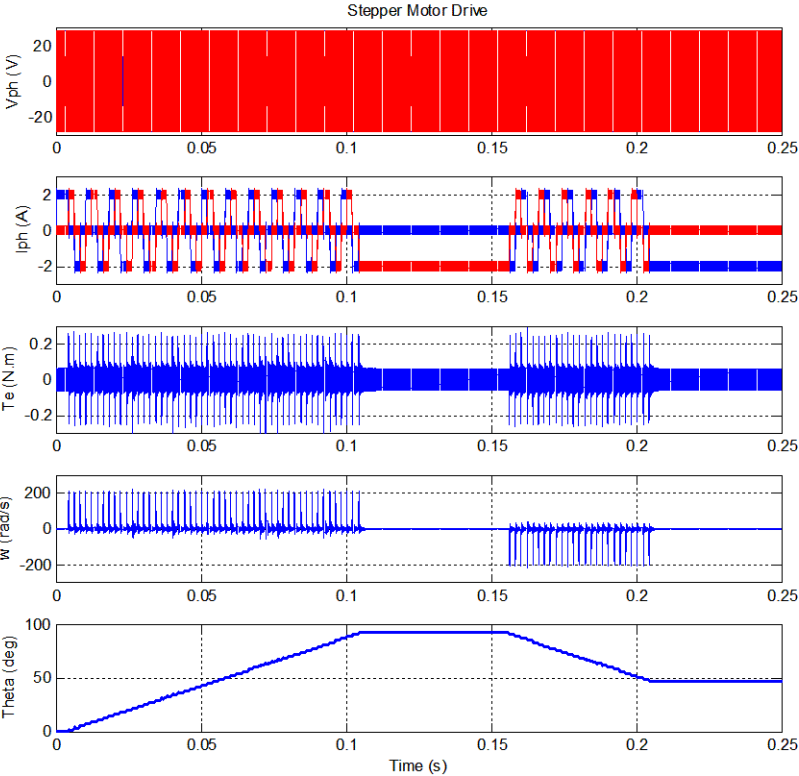 Stepper Motor Drive
Vph (V)
20
0
-20
0 0.05 0.1 0.15 0.2 0.25
Iph (A)
2
0
-2
0 0.05 0.1 0.15 0.2 0.25
Te (N.m)
0.2
0
-0.2
0 0.05 0.1 0.15 0.2 0.25
w (rad/s)
200
0
-200
0 0.05 0.1 0.15 0.2 0.25
Theta (deg)
100
50
0
0 0.05 0.1 0.15 0.2 0.25
Time (s)